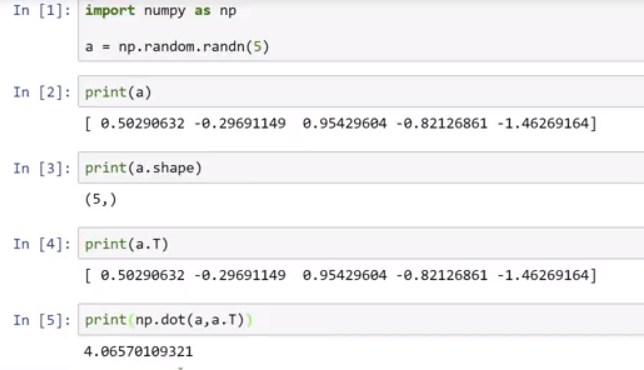 In [1]: import numpy as np
a = np.random.randn(5)
In [2]: print(a)
[ 0.50290632 -0.29691149  0.95429604 -0.82126861 -1.46269164]
In [3]: print(a.shape)
(5,)
In [4]: print(a.T)
[ 0.50290632 -0.29691149  0.95429604 -0.82126861 -1.46269164]
In [5]: print(np.dot(a,a.T))
4.06570109321